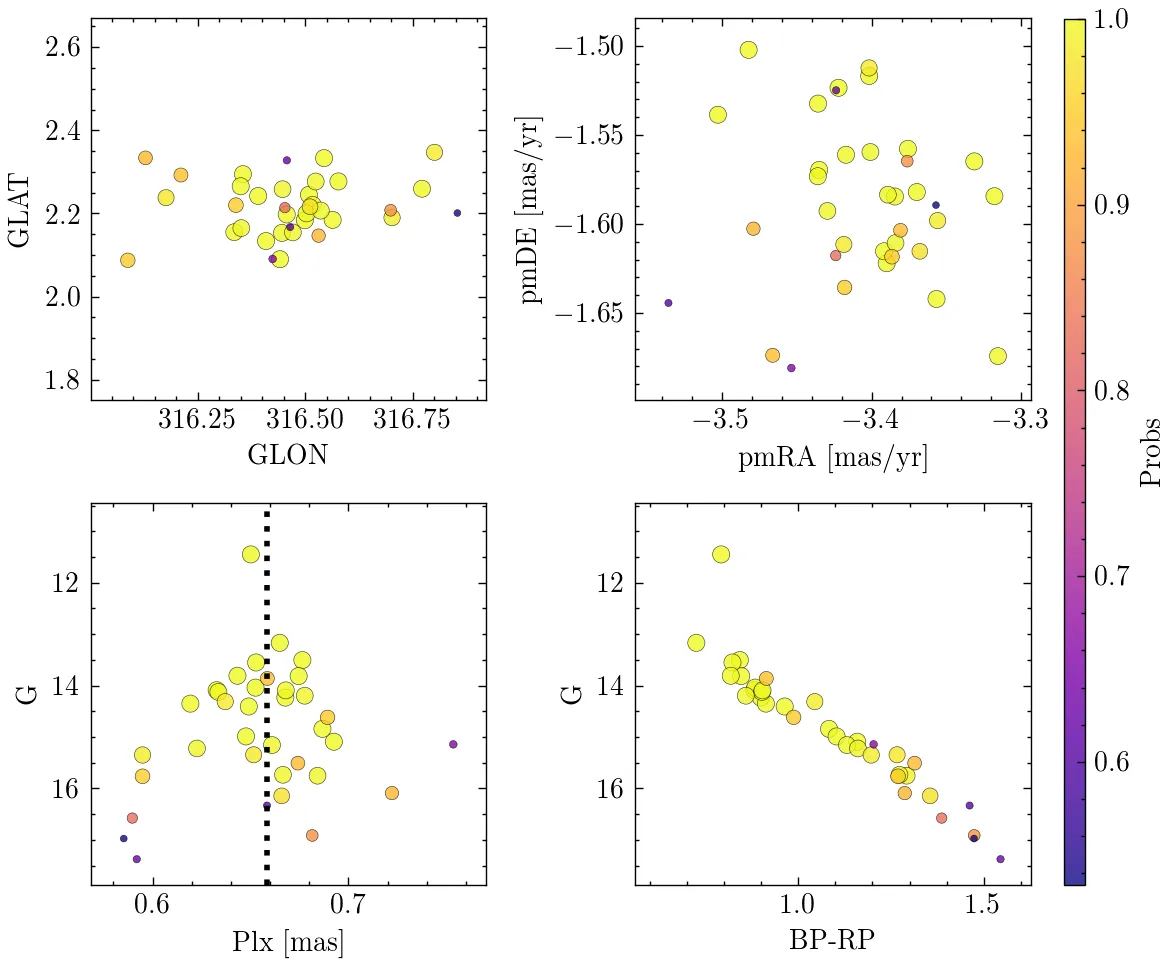 2.6
2.4
2.2
2.0
1.8
GLAT
316.25 316.50 316.75
GLON
−1.50
−1.55
−1.60
−1.65
pmDE [mas/yr]
−3.5 −3.4 −3.3
pmRA [mas/yr]
12
14
16
G
0.6 0.7
Plx [mas]
12
14
16
G
1.0 1.5
BP-RP
1.0
0.9
0.8
0.7
0.6
Probs